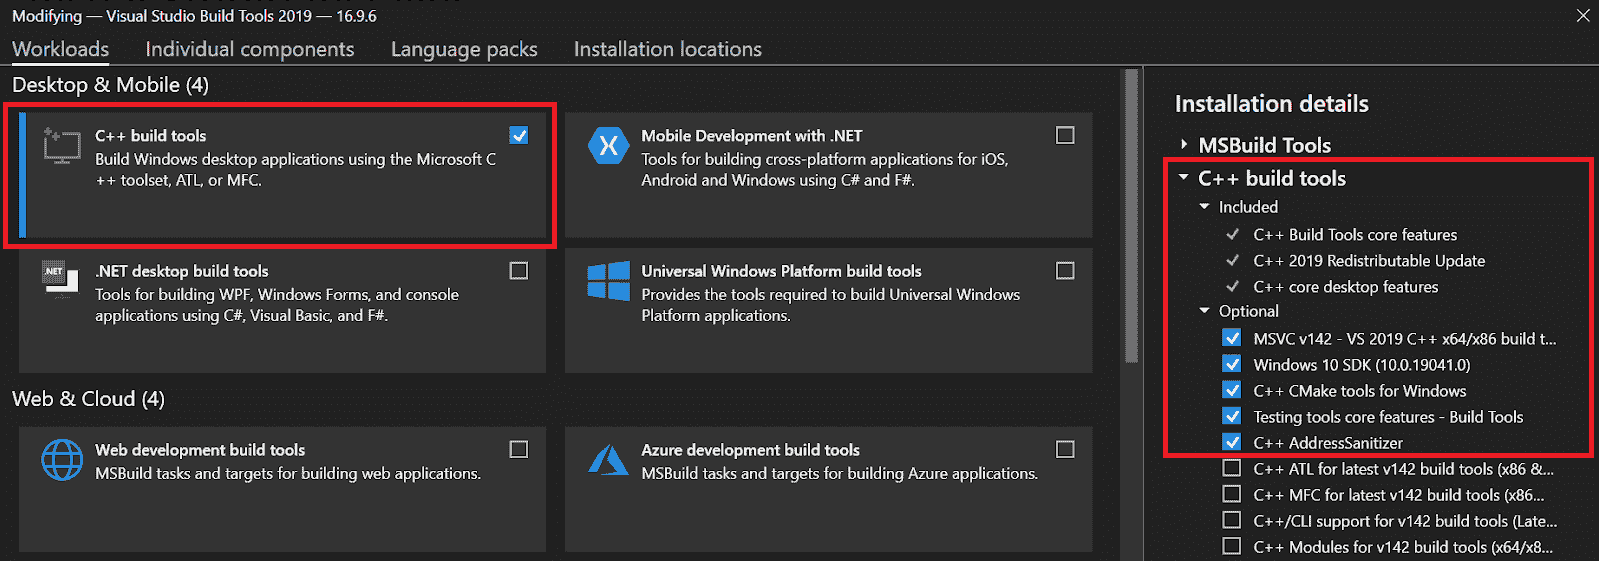 Modifying — Visual Studio Build Tools 2019 — 16.9.6
Workloads
Individual components
Language packs
Installation locations
Desktop & Mobile (4)
C++ build tools
Build Windows desktop applications using the Microsoft C
++ toolset, ATL, or MFC.
Mobile Development with .NET
Tools for building cross-platform applications for iOS,
Android and Windows using C# and F#.
.NET
.NET desktop build tools
Tools for building WPF, Windows Forms, and console
applications using C#, Visual Basic, and F#.
Universal Windows Platform build tools
Provides the tools required to build Universal Windows
Platform applications.
Web & Cloud (4)
Web development build tools
MSBuild tasks and targets for building web applications.
Azure development build tools
MSBuild tasks and targets for building Azure applications.
Installation details
MSBuild Tools
C++ build tools
Included
C++ Build Tools core features
C++ 2019 Redistributable Update
C++ core desktop features
Optional
MSVC v142 - VS 2019 C++ x64/x86 build t...
Windows 10 SDK (10.0.19041.0)
C++ CMake tools for Windows
Testing tools core features - Build Tools
C++ AddressSanitizer
C++ ATL for latest v142 build tools (x86 &...
C++ MFC for latest v142 build tools (x86...
C++/CLI support for v142 build tools (Late...
C++ Modules for v142 build tools (x64/x8...